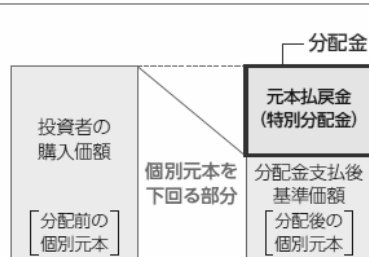 分配金
投資者の
購入価額
[分配前の
個別元本]
個別元本を
下回る部分
元本払戻金
(特別分配金)
分配金支払後
基準価額
[分配後の
個別元本]